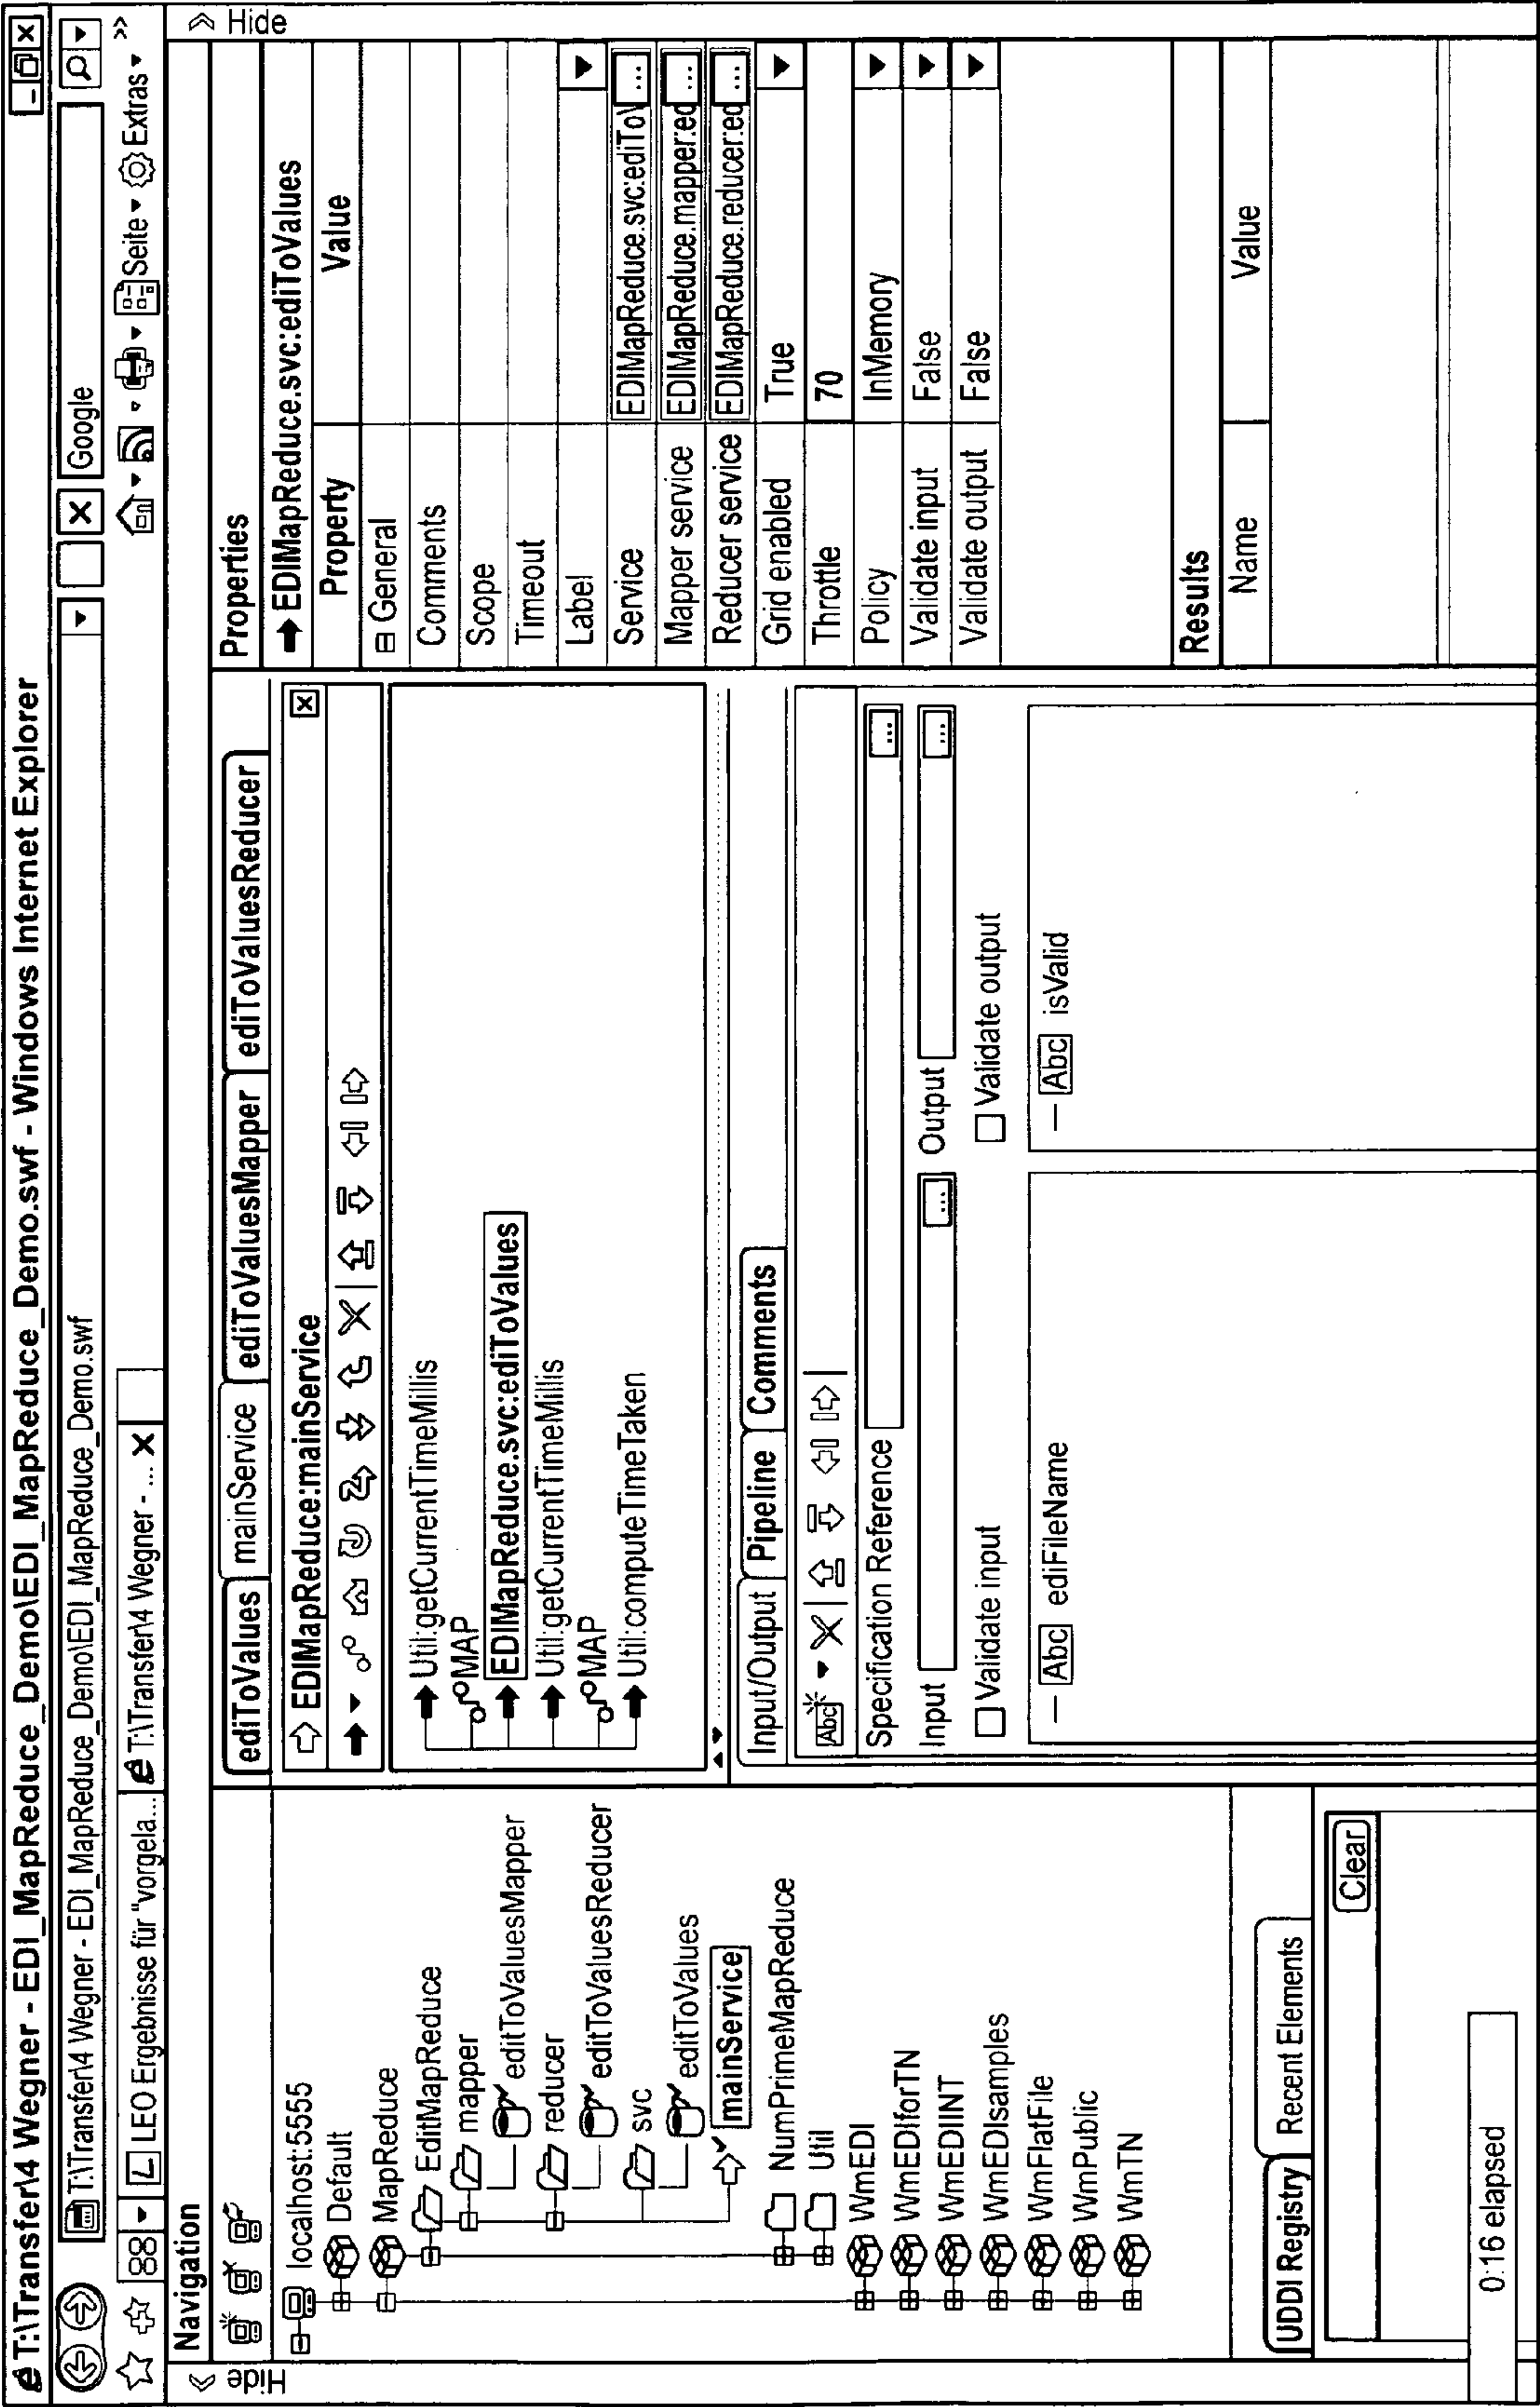 T:\Transfer\4 Wegner - EDI_MapReduce_Demo\EDI_MapReduce_Demo.swf - Windows Internet Explorer
T:\Transfer\4 Wegner - EDI_MapReduce_Demo\EDI_MapReduce_Demo.swf
Google
LEO Ergebnisse für "vorgela...
T:\Transfer\4 Wegner - ...
Seite
Extras
Hide
Navigation
localhost:5555
Default
MapReduce
EditMapReduce
mapper
editToValuesMapper
reducer
editToValuesReducer
svc
editToValues
mainService
NumPrimeMapReduce
Util
WmEDI
WmEDIforTN
WmEDIINT
WmEDIsamples
WmFlatFile
WmPublic
WmTN
UDDI Registry
Recent Elements
Clear
0:16 elapsed
ediToValues
mainService
ediToValuesMapper
ediToValuesReducer
EDIMapReduce:mainService
Util:getCurrentTimeMillis
MAP
EDIMapReduce.svc:ediToValues
Util:getCurrentTimeMillis
MAP
Util:computeTimeTaken
Input/Output
Pipeline
Comments
Abc
Specification Reference
...
Input
...
Output
...
Validate input
Validate output
Abc ediFileName
Abc isValid
Hide
Properties
EDIMapReduce.svc:ediToValues
Property Value
General
Comments
Scope
Timeout
Label
Service EDIMapReduce.svc:ediToV ...
Mapper service EDIMapReduce.mapper:ed ...
Reducer service EDIMapReduce.reducer:ed ...
Grid enabled True
Throttle 70
Policy InMemory
Validate input False
Validate output False
Results
Name Value